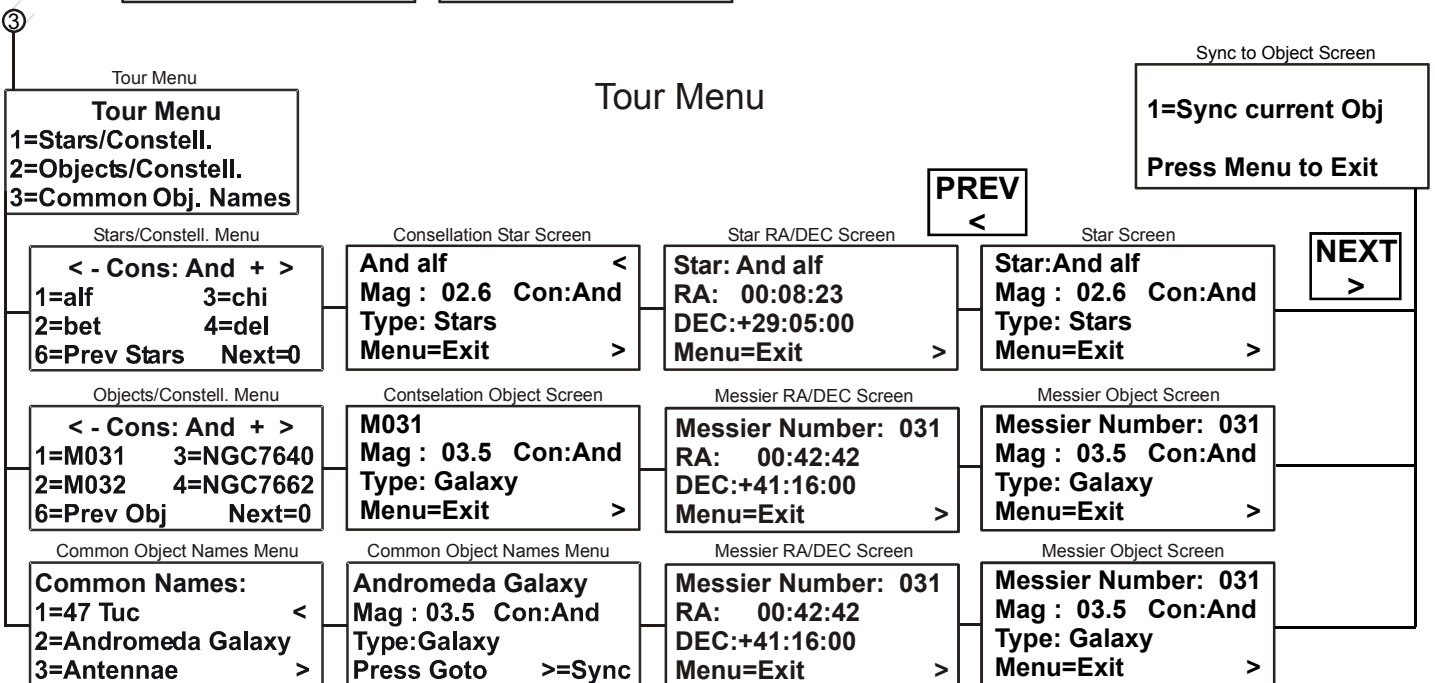 3
Sync to Object Screen
1=Sync current Obj
Press Menu to Exit
Tour Menu
Tour Menu
Tour Menu
1=Stars/Constell.
2=Objects/Constell.
3=Common Obj. Names
PREV
<
NEXT
>
Stars/Constell. Menu
< - Cons: And + >
1=alf 3=chi
2=bet 4=del
6=Prev Stars Next=0
Consellation Star Screen
And alf <
Mag : 02.6 Con:And
Type: Stars
Menu=Exit >
Star RA/DEC Screen
Star: And alf
RA: 00:08:23
DEC:+29:05:00
Menu=Exit >
Star Screen
Star:And alf
Mag : 02.6 Con:And
Type: Stars
Menu=Exit >
Objects/Constell. Menu
< - Cons: And + >
1=M031 3=NGC7640
2=M032 4=NGC7662
6=Prev Obj Next=0
Contselation Object Screen
M031
Mag : 03.5 Con:And
Type: Galaxy
Menu=Exit >
Messier RA/DEC Screen
Messier Number: 031
RA: 00:42:42
DEC:+41:16:00
Menu=Exit >
Messier Object Screen
Messier Number: 031
Mag : 03.5 Con:And
Type: Galaxy
Menu=Exit >
Common Object Names Menu
Common Names:
1=47 Tuc <
2=Andromeda Galaxy
3=Antennae >
Common Object Names Menu
Andromeda Galaxy
Mag : 03.5 Con:And
Type:Galaxy
Press Goto >=Sync
Messier RA/DEC Screen
Messier Number: 031
RA: 00:42:42
DEC:+41:16:00
Menu=Exit >
Messier Object Screen
Messier Number: 031
Mag : 03.5 Con:And
Type: Galaxy
Menu=Exit >